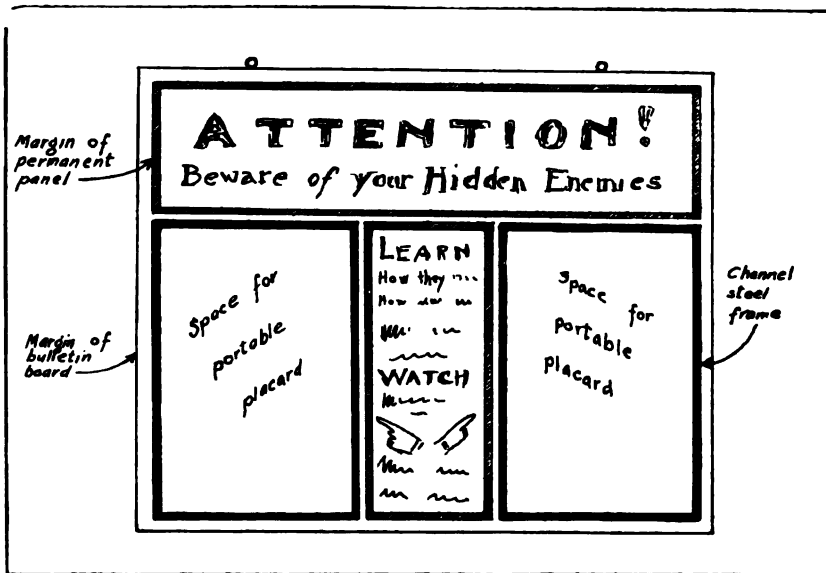 ATTENTION!
Beware of your Hidden Enemies
Margin of
permanent
panel
Space for
portable
placard
Margin of
bulletin
board
LEARN
How they
How
WATCH
Space for
portable
placard
Channel
steel
frame